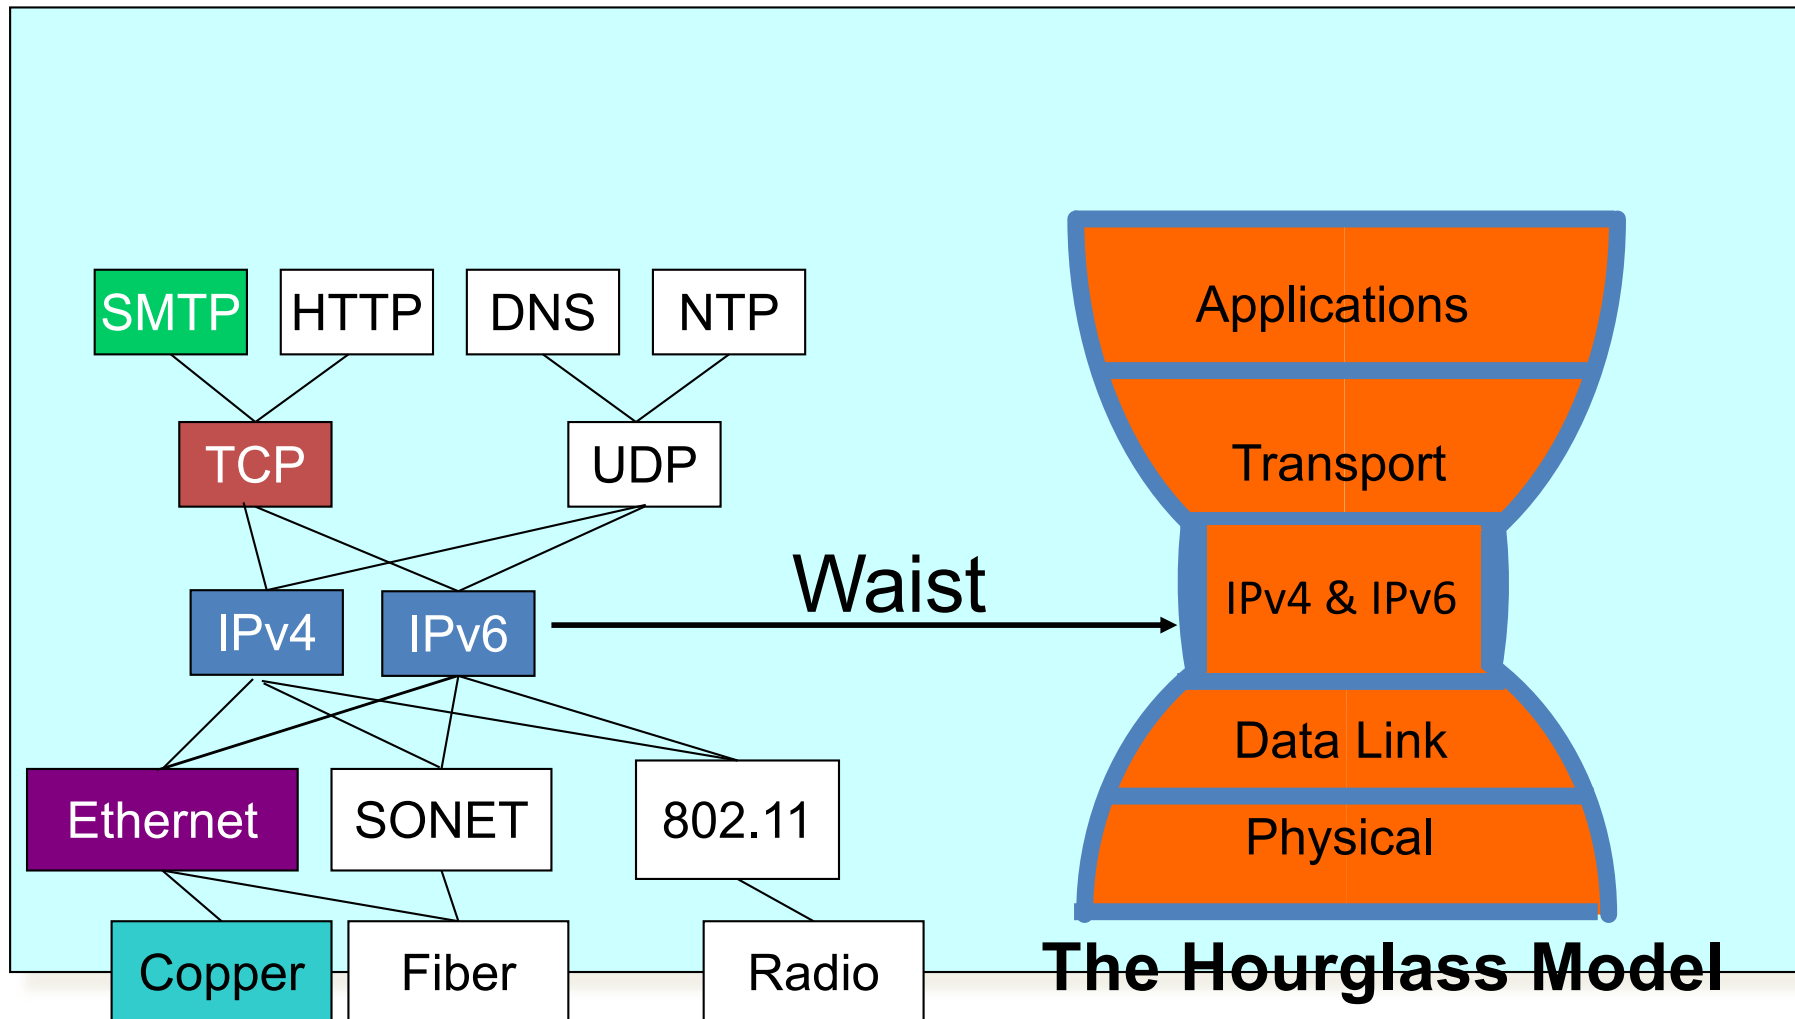 SMTP
HTTP
DNS
NTP
TCP
UDP
IPv4
IPv6
Waist
Ethernet
SONET
802.11
Copper
Fiber
Radio
Applications
Transport
IPv4 & IPv6
Data Link
Physical
The Hourglass Model